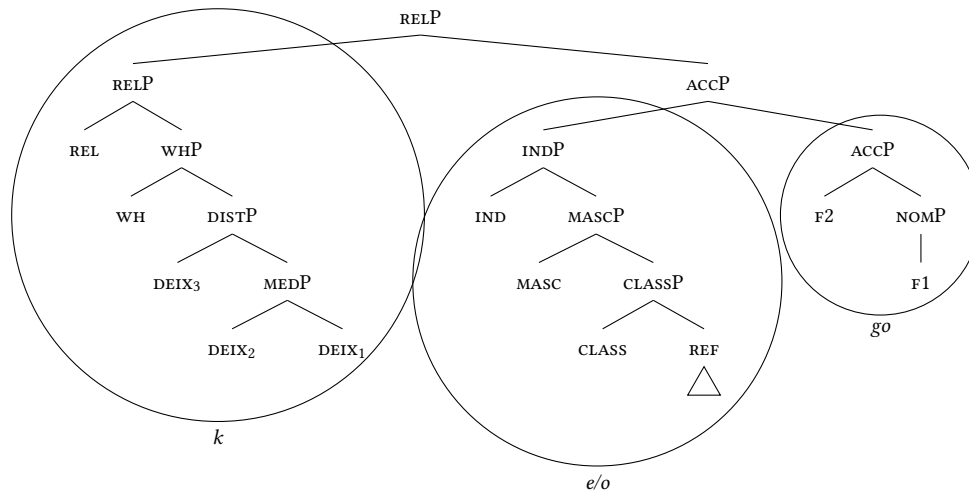 RELP
RELP ACCP
REL WHP INDP ACCP
WH DISTP IND MASCP F2 NOMP
DEIX3 MEDP MASC CLASSP F1
DEIX2 DEIX1 CLASS REF
go
k
e/o